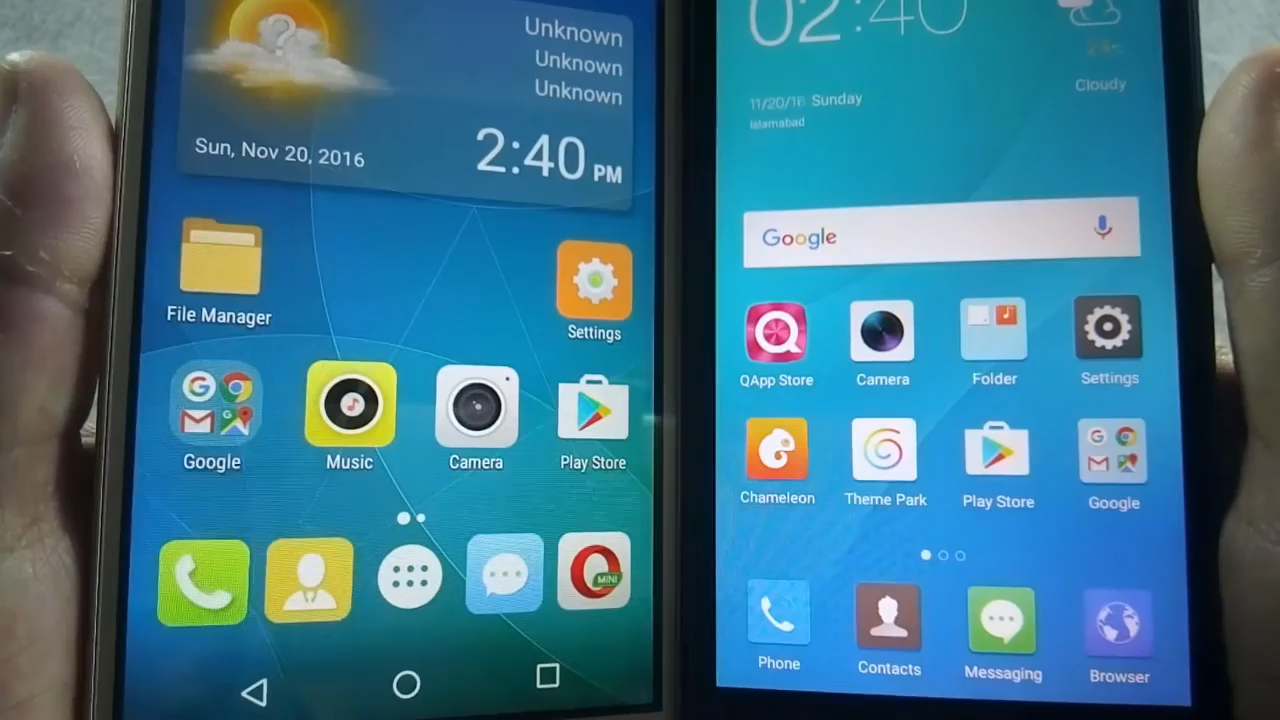 Unknown
Unknown
Unknown
Sun, Nov 20, 2016
2:40 PM
File Manager
Settings
Google
Music
Camera
Play Store
MINI
02:40
Cloudy
11/20/16 Sunday
Islamabad
Google
QApp Store
Camera
Folder
Settings
Chameleon
Theme Park
Play Store
Google
Phone
Contacts
Messaging
Browser